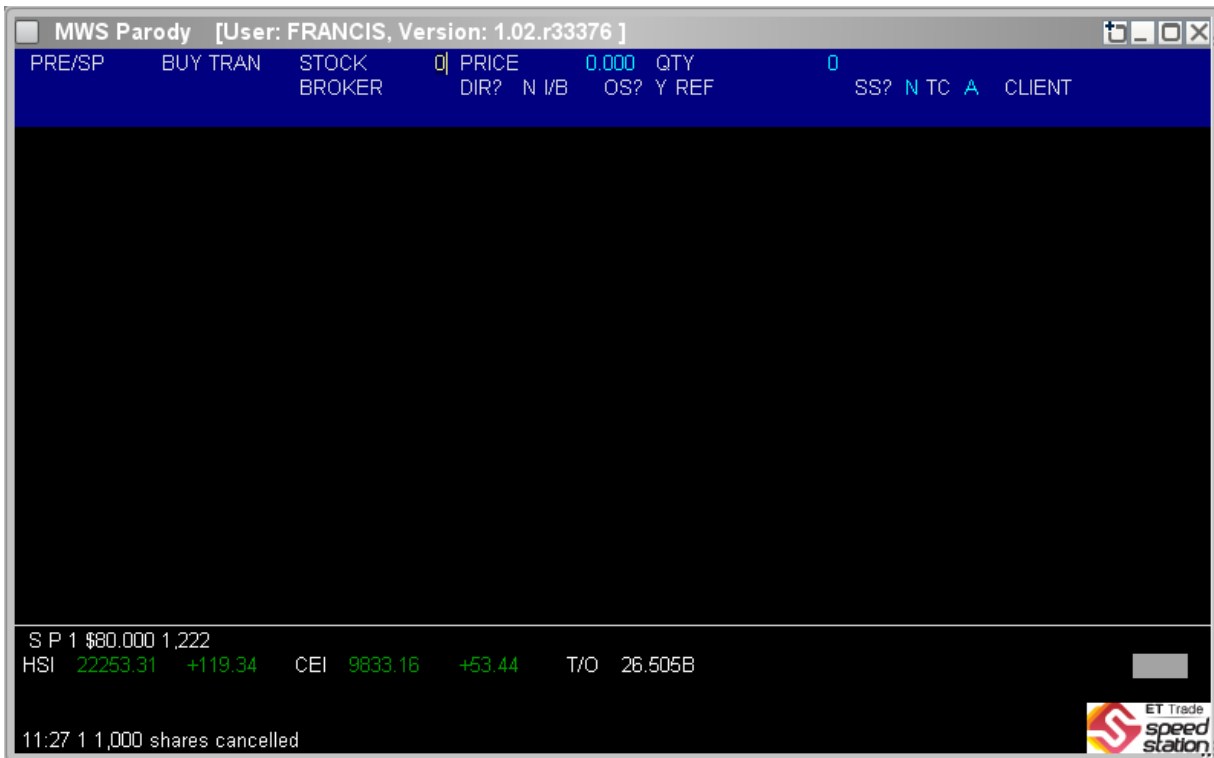 MWS Parody [User: FRANCIS, Version: 1.02.r33376 ]
PRE/SP BUY TRAN STOCK 0 PRICE 0.000 QTY 0
BROKER DIR? N I/B OS? Y REF SS? N TC A CLIENT
S P 1 $80.000 1,222
HSI 22253.31 +119.34 CEI 9833.16 +53.44 T/O 26.505B
ET Trade
speed
station
11:27 1 1,000 shares cancelled